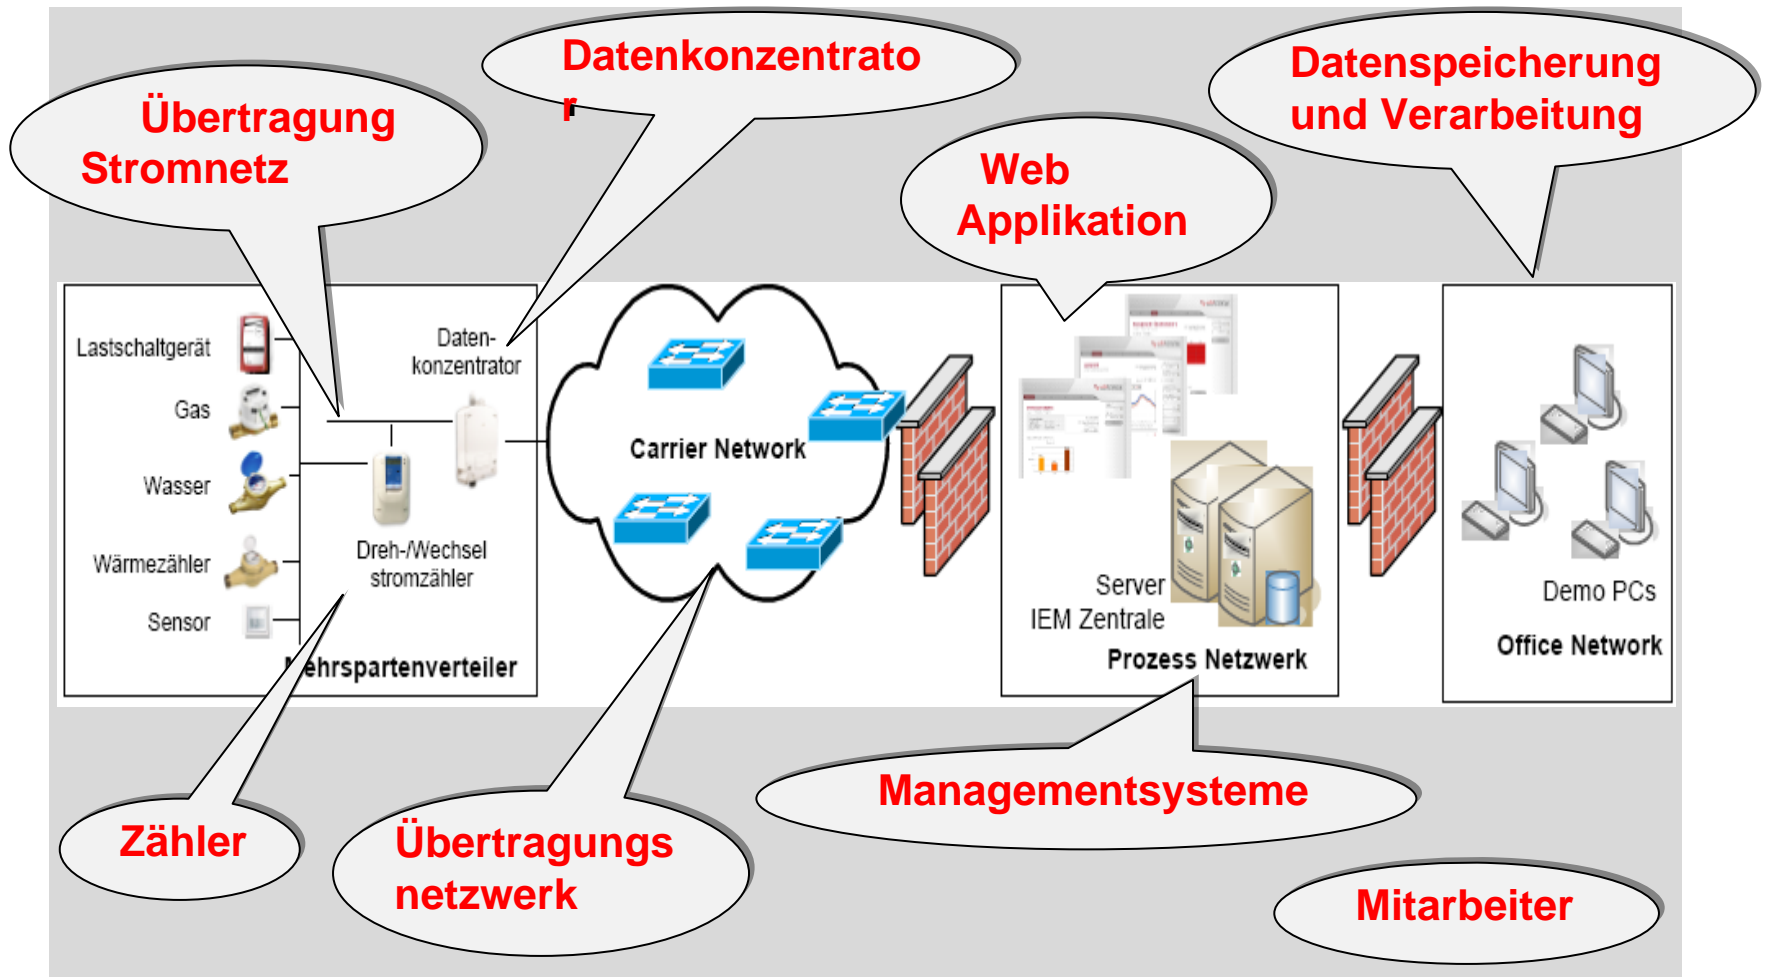 Datenkonzentrato
r
Datenspeicherung
und Verarbeitung
Übertragung
Stromnetz
Web
Applikation
Lastschaltgerät
Gas
Wasser
Wärmezähler
Sensor
Daten-
konzentrator
Dreh-/Wechsel
stromzähler
Mehrspartenverteiler
Carrier Network
Server
IEM Zentrale
Prozess Netzwerk
Demo PCs
Office Network
Zähler
Übertragungs
netzwerk
Managementsysteme
Mitarbeiter